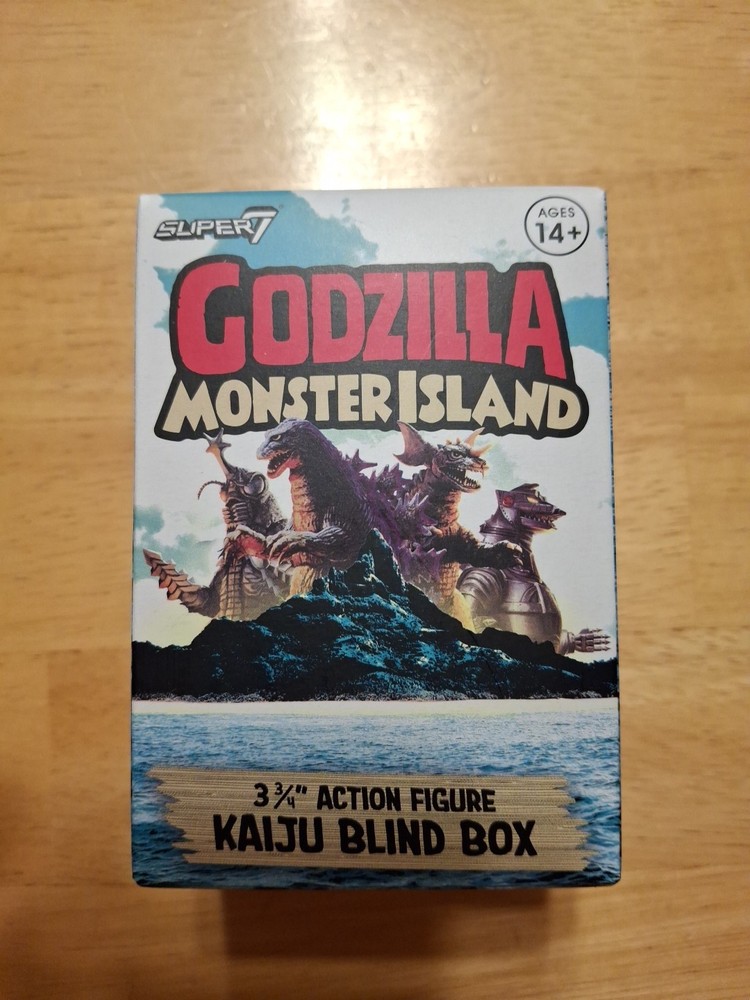 SUPER7
AGES
14+
GODZILLA
MONSTER ISLAND
3 3/4" ACTION FIGURE
KAIJU BLIND BOX